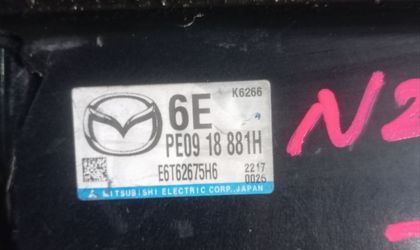 K6266
6E
PE09 18 881H
E6T62675H6 2217
0026
MITSUBISHI ELECTRIC CORP. JAPAN
N2